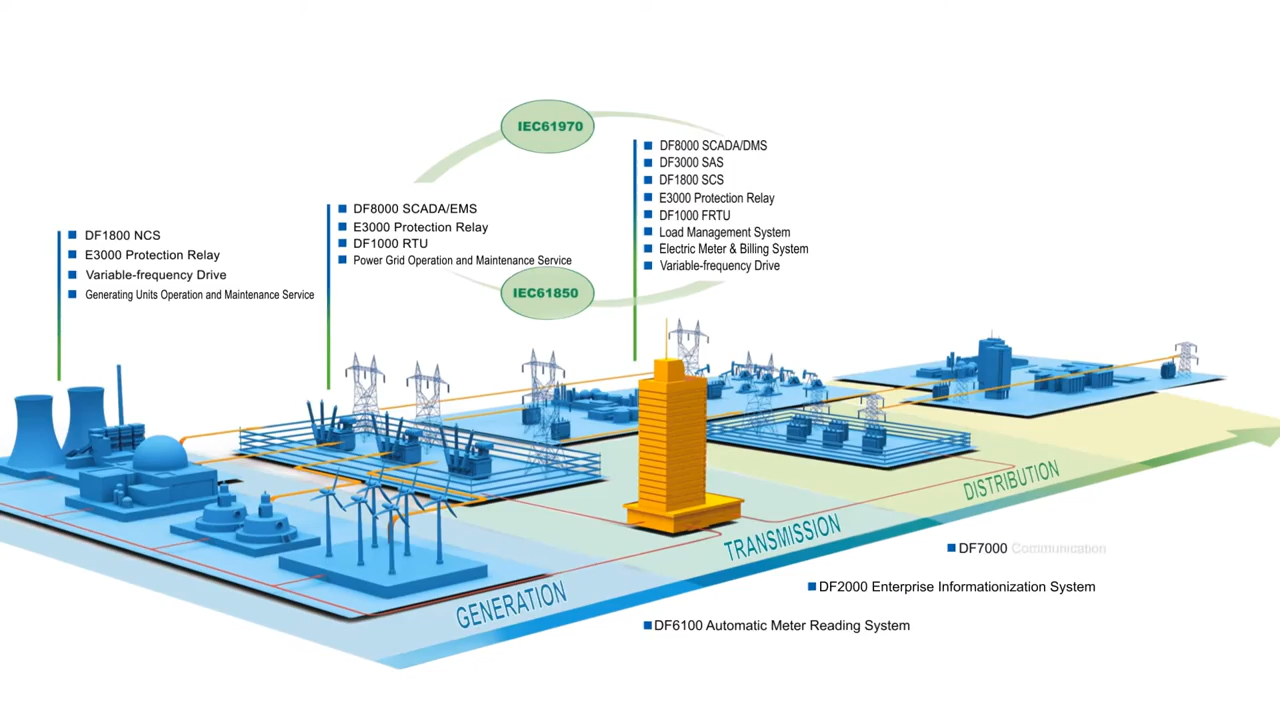 IEC61970
DF8000 SCADA/DMS
DF3000 SAS
DF1800 SCS
E3000 Protection Relay
DF1000 FRTU
Load Management System
Electric Meter & Billing System
Variable-frequency Drive
DF8000 SCADA/EMS
E3000 Protection Relay
DF1000 RTU
Power Grid Operation and Maintenance Service
DF1800 NCS
E3000 Protection Relay
Variable-frequency Drive
Generating Units Operation and Maintenance Service
IEC61850
DISTRIBUTION
TRANSMISSION
GENERATION
DF7000 Communication
DF2000 Enterprise Informationization System
DF6100 Automatic Meter Reading System